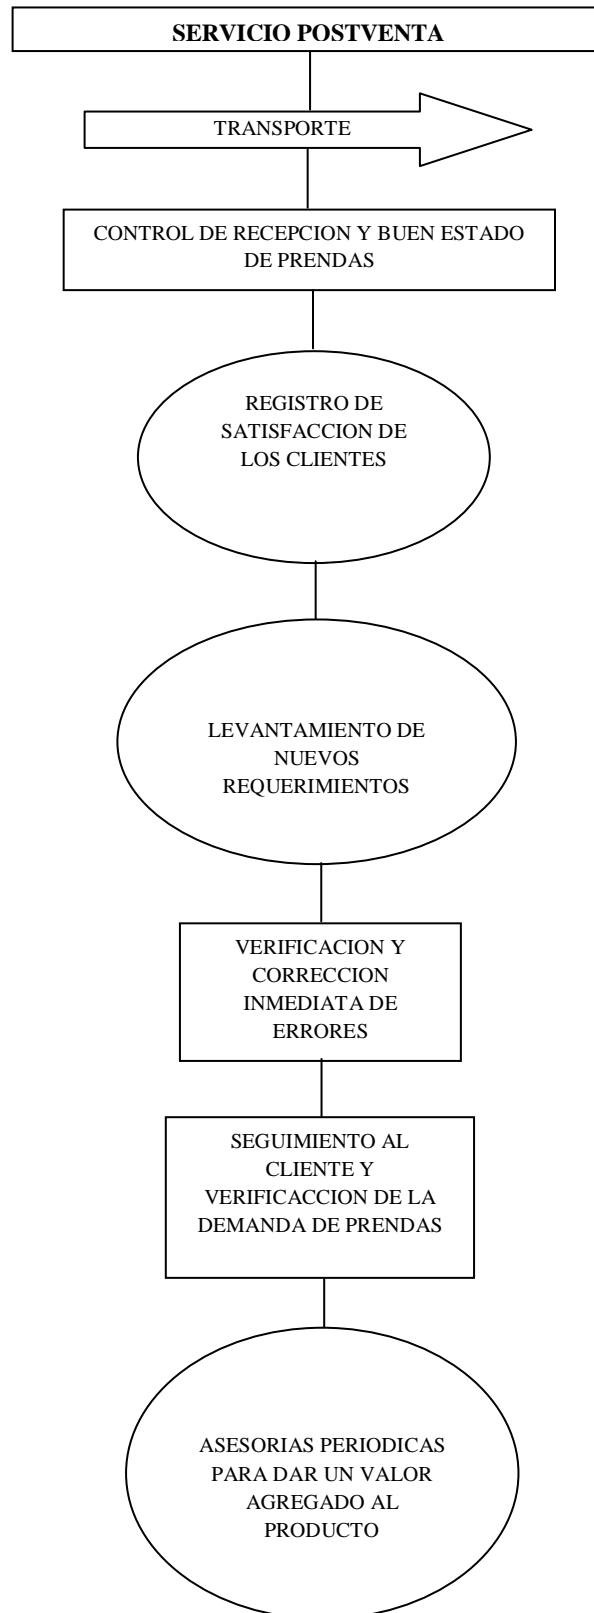 SERVICIO POSTVENTA
TRANSPORTE
CONTROL DE RECEPCION Y BUEN ESTADO
DE PRENDAS
REGISTRO DE
SATISFACCION DE
LOS CLIENTES
LEVANTAMIENTO DE
NUEVOS
REQUERIMIENTOS
VERIFICACION Y
CORRECCION
INMEDIATA DE
ERRORES
SEGUIMIENTO AL
CLIENTE Y
VERIFICACCION DE LA
DEMANDA DE PRENDAS
ASESORIAS PERIODICAS
PARA DAR UN VALOR
AGREGADO AL
PRODUCTO